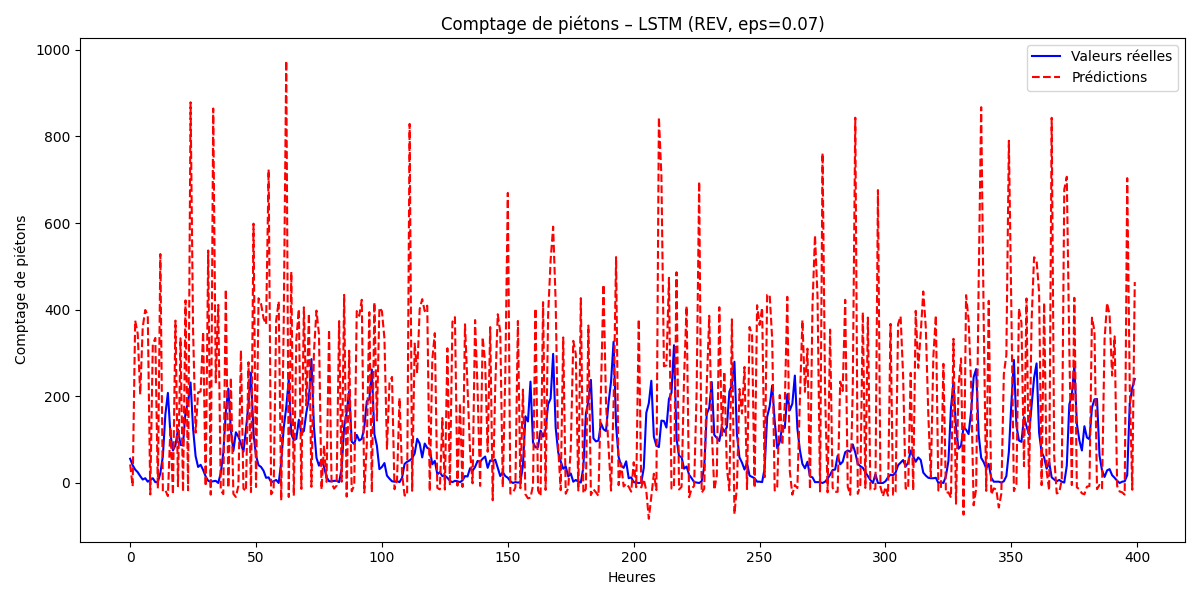 Comptage de piétons – LSTM (REV, eps=0.07)
Valeurs réelles
Prédictions
Comptage de piétons
1000
800
600
400
200
0
0 50 100 150 200 250 300 350 400
Heures